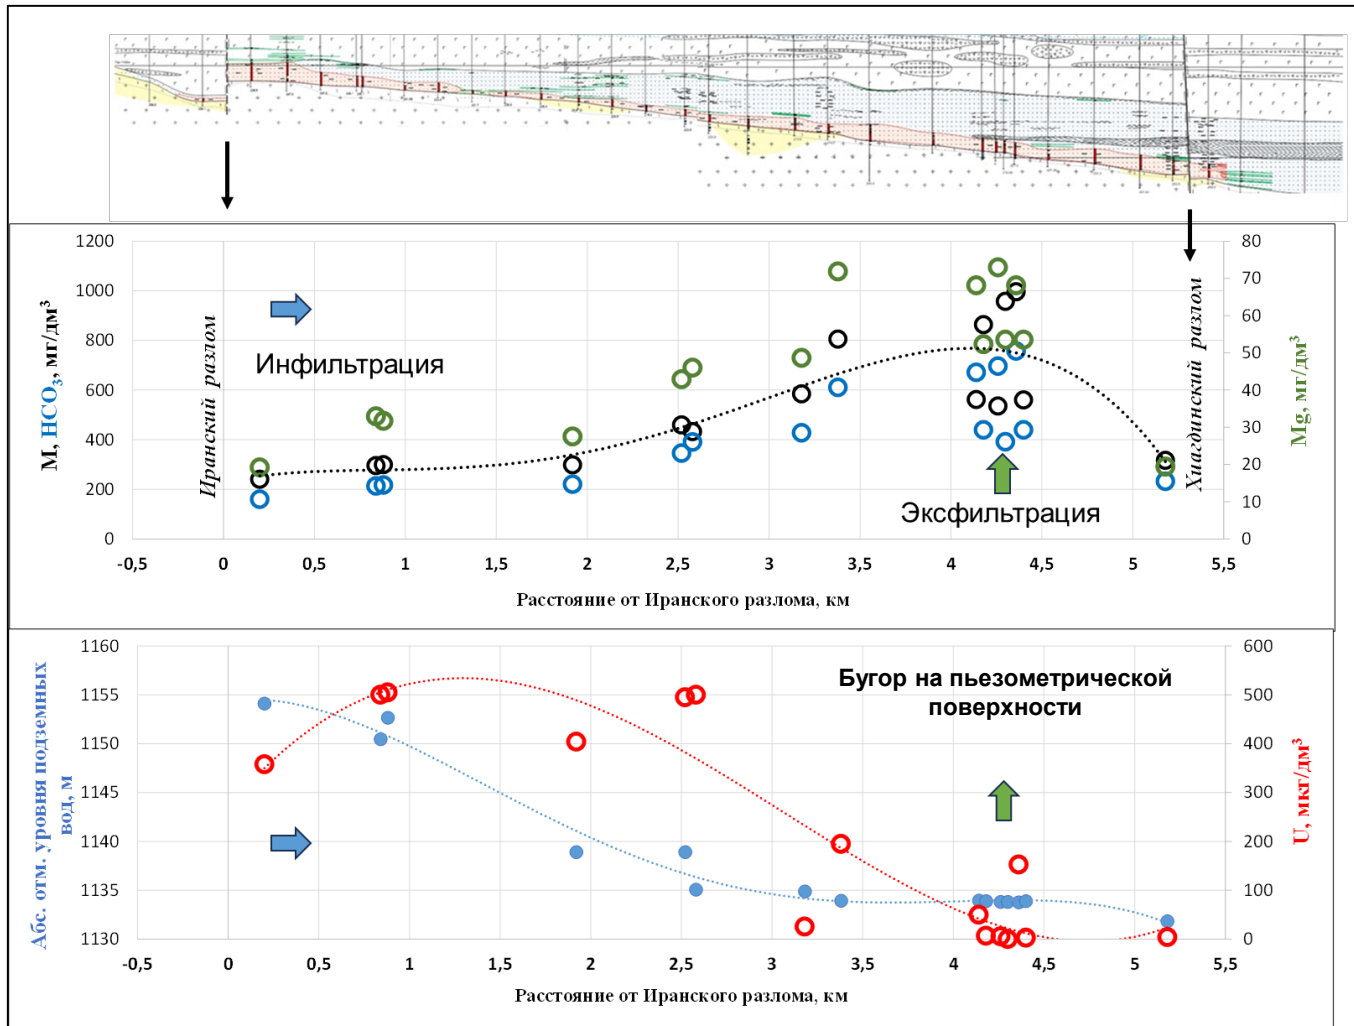 1200
1000
800
600
400
200
0
М, HCO₃, мг/дм³
80
70
60
50
40
30
20
10
0
Mg, мг/дм³
Иранский разлом
Инфильтрация
Хиагдинский разлом
Эксфильтрация
-0,5 0 0,5 1 1,5 2 2,5 3 3,5 4 4,5 5 5,5
Расстояние от Иранского разлома, км
1160
1155
1150
1145
1140
1135
1130
Абс. отм. уровня подземных
вод, м
600
500
400
300
200
100
0
U, мкг/дм³
Бугор на пьезометрической
поверхности
-0,5 0 0,5 1 1,5 2 2,5 3 3,5 4 4,5 5 5,5
Расстояние от Иранского разлома, км